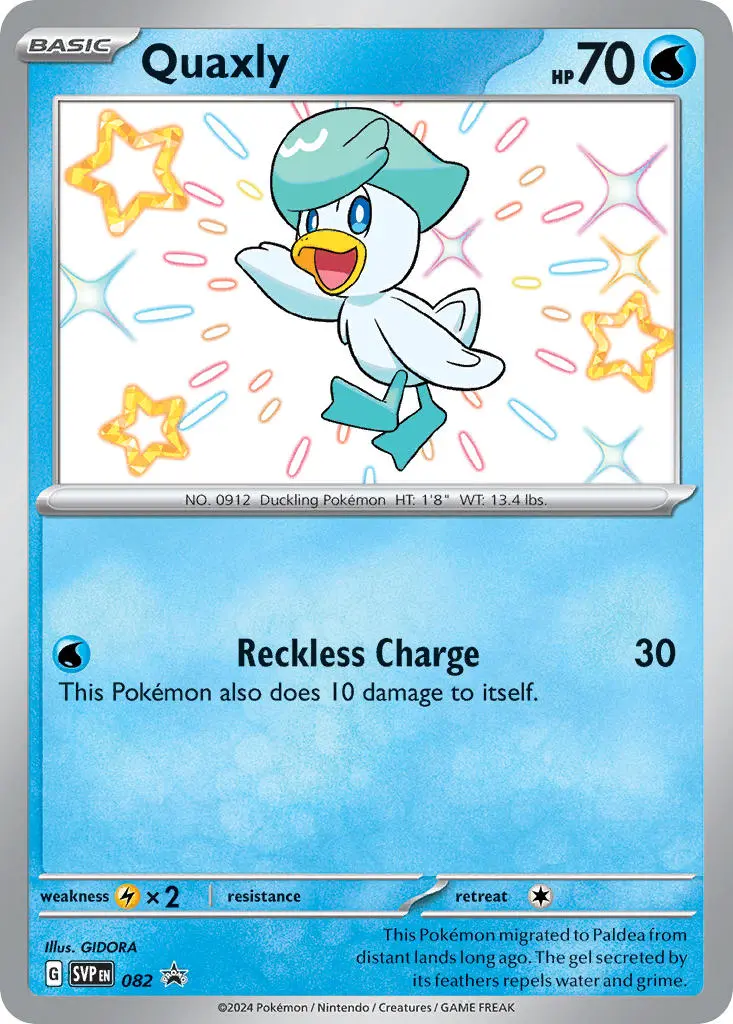 BASIC
Quaxly
HP 70
NO. 0912 Duckling Pokémon HT: 1'8" WT: 13.4 lbs.
Reckless Charge 30
This Pokémon also does 10 damage to itself.
weakness ×2 resistance retreat
Illus. GIDORA
This Pokémon migrated to Paldea from
distant lands long ago. The gel secreted by
its feathers repels water and grime.
G SVP EN 082 PROMO
©2024 Pokémon / Nintendo / Creatures / GAME FREAK